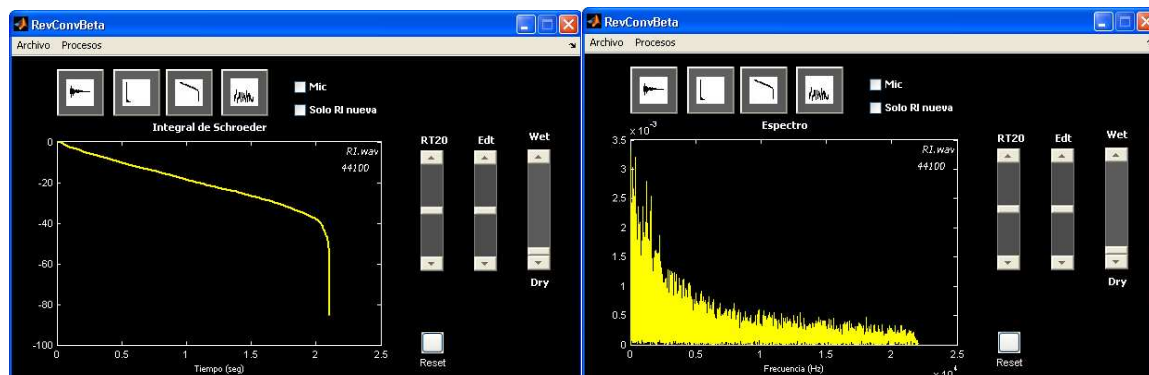 RevConvBeta
Archivo Procesos
Mic
Solo RI nueva
Integral de Schroeder
RT20 Edt Wet
0
-20
-40
-60
-80
-100
RI.wav
44100
0 0.5 1 1.5 2 2.5
Tiempo (seg)
Dry
Reset
RevConvBeta
Archivo Procesos
Mic
Solo RI nueva
Espectro
RT20 Edt Wet
x 10⁻³
3.5
3
2.5
2
1.5
1
0.5
0
RI.wav
44100
0 0.5 1 1.5 2 2.5
Frecuencia (Hz)
x 10⁴
Dry
Reset